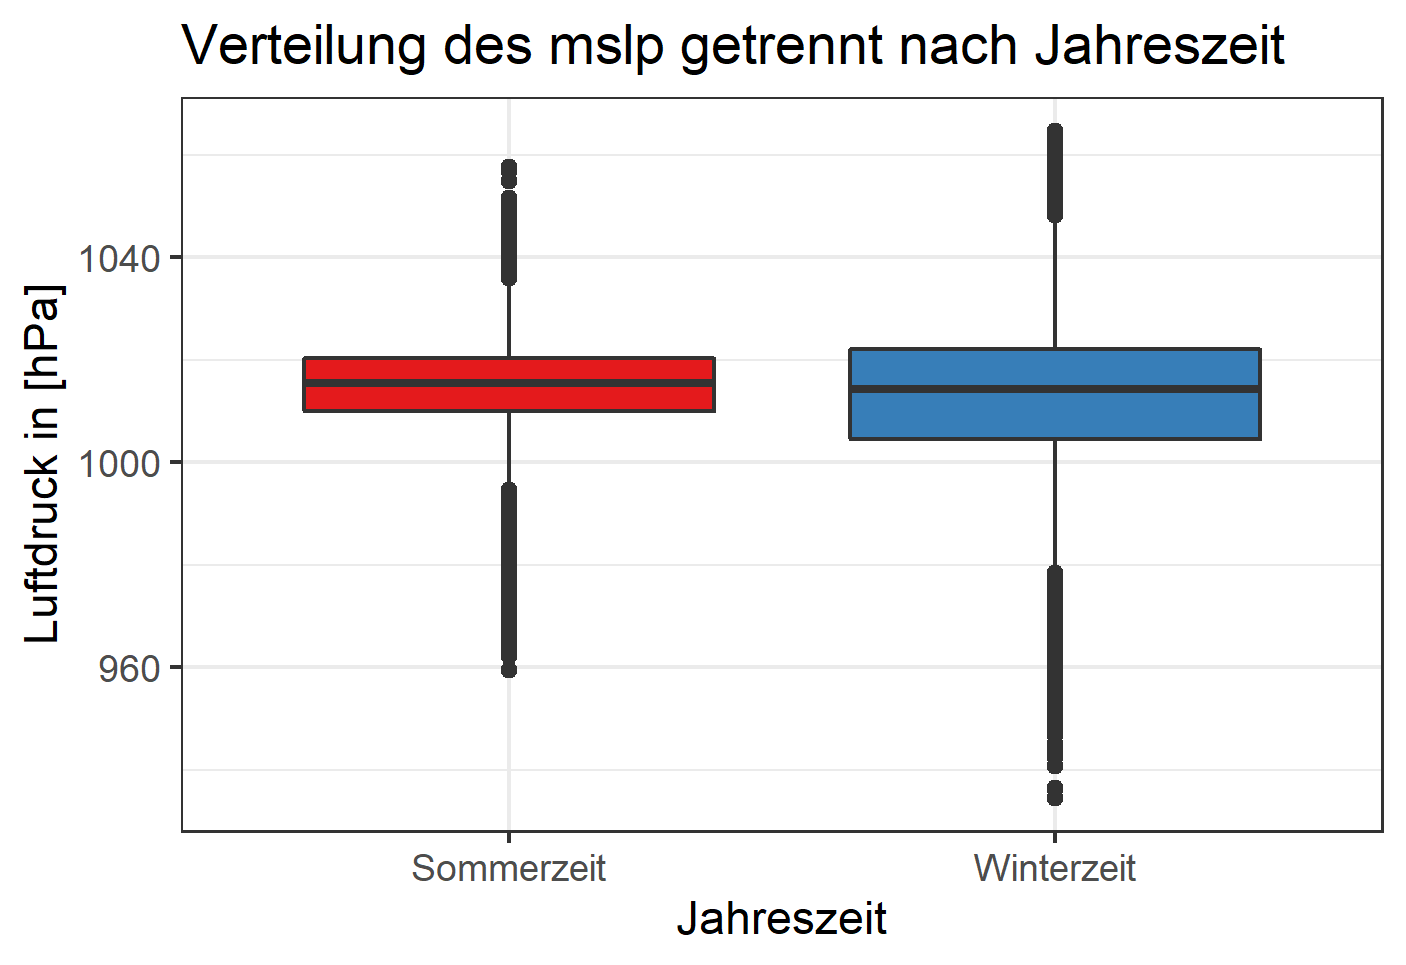 Verteilung des mslp getrennt nach Jahreszeit
Luftdruck in [hPa]
1040
1000
960
Sommerzeit
Winterzeit
Jahreszeit